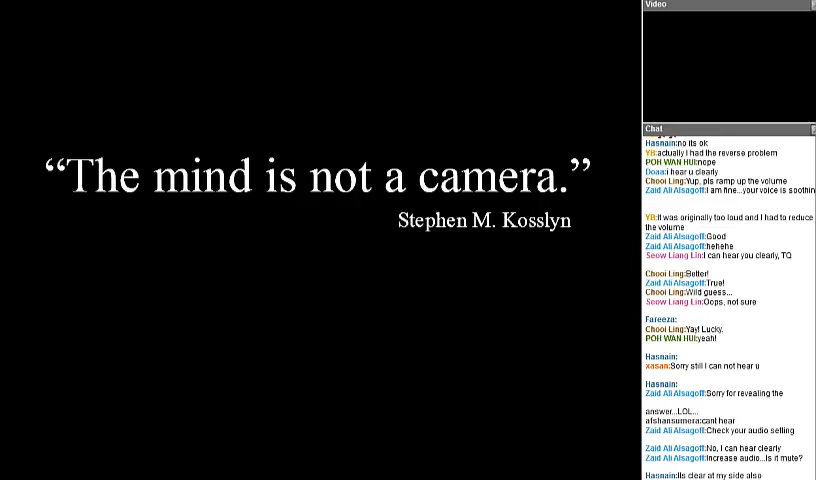 “The mind is not a camera.”
Stephen M. Kosslyn
Video
Chat
Hasnain:no its ok
YB:actually I had the reverse problem
POH WAN HUI:nope
Doaa:i hear u clearly
Chooi Ling:Yup, pls ramp up the volume
Zaid Ali Alsagoff:I am fine...your voice is soothin
YB:It was originally too loud and I had to reduce
the volume
Zaid Ali Alsagoff:Good
Zaid Ali Alsagoff:hehehe
Seow Liang Lin:I can hear you clearly, TQ
Chooi Ling:Better!
Zaid Ali Alsagoff:True!
Chooi Ling:Wild guess...
Seow Liang Lin:Oops, not sure
Fareeza:
Chooi Ling:Yay! Lucky.
POH WAN HUI:yeah!
Hasnain:
xasan:Sorry still I can not hear u
Hasnain:
Zaid Ali Alsagoff:Sorry for revealing the
answer...LOL...
afshansumera:cant hear
Zaid Ali Alsagoff:Check your audio setting
Zaid Ali Alsagoff:No, I can hear clearly
Zaid Ali Alsagoff:Increase audio...Is it mute?
Hasnain:Its clear at my side also